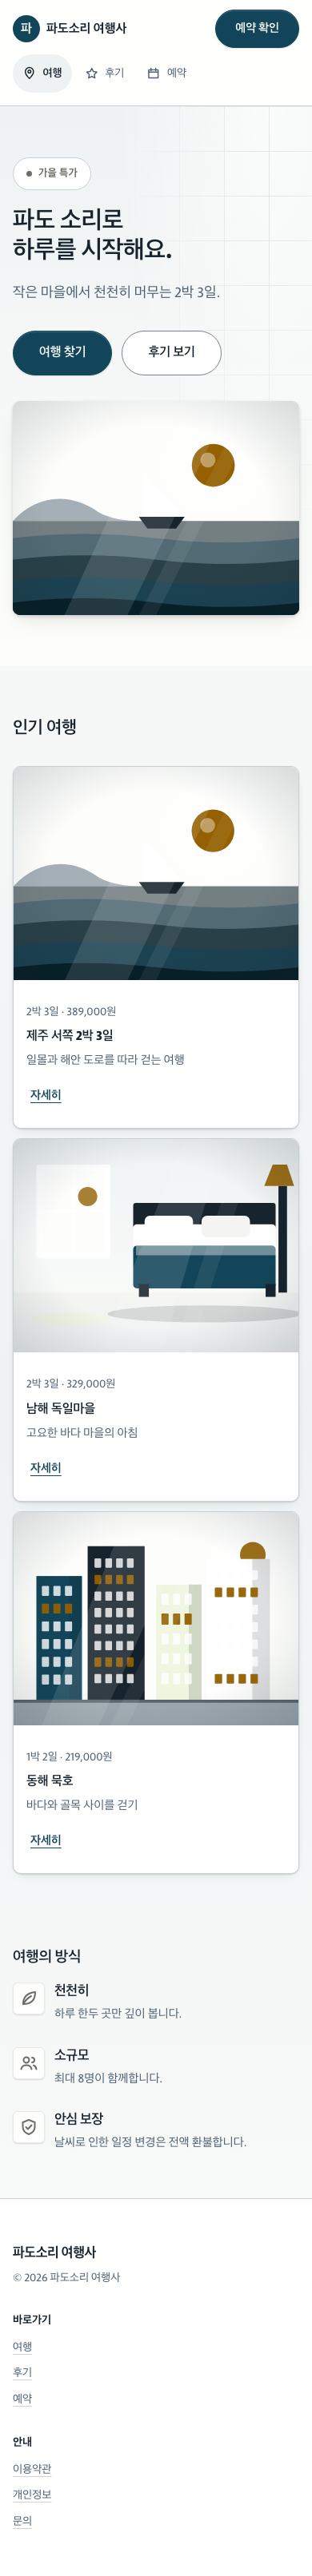 파 파도소리 여행사
예약 확인
여행
후기
예약
가을 특가
파도 소리로
하루를 시작해요.
작은 마을에서 천천히 머무는 2박 3일.
여행 찾기
후기 보기
인기 여행
2박 3일 · 389,000원
제주 서쪽 2박 3일
일몰과 해안 도로를 따라 걷는 여행
자세히
2박 3일 · 329,000원
남해 독일마을
고요한 바다 마을의 아침
자세히
1박 2일 · 219,000원
동해 묵호
바다와 골목 사이를 걷기
자세히
여행의 방식
천천히
하루 한두 곳만 깊이 봅니다.
소규모
최대 8명이 함께합니다.
안심 보장
날씨로 인한 일정 변경은 전액 환불합니다.
파도소리 여행사
© 2026 파도소리 여행사
바로가기
여행
후기
예약
안내
이용약관
개인정보
문의